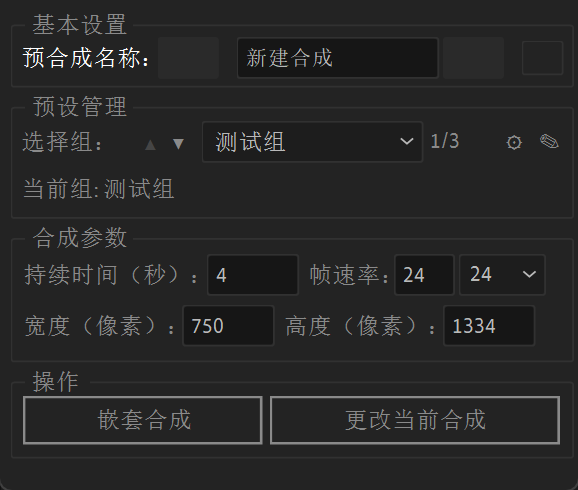 基本设置
预合成名称： 新建合成
预设管理
选择组： ▲ ▼ 测试组 1/3
当前组: 测试组
合成参数
持续时间（秒）: 4 帧速率: 24 24
宽度（像素）: 750 高度（像素）: 1334
操作
嵌套合成 更改当前合成